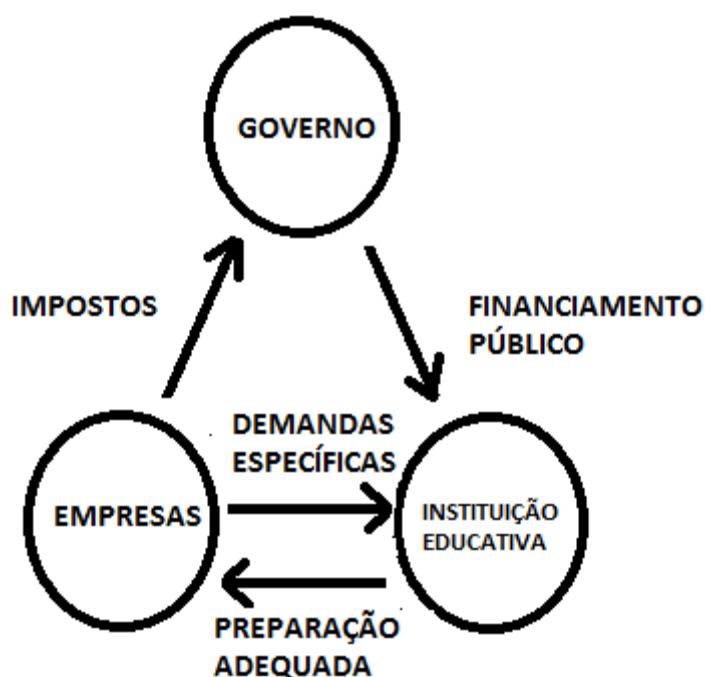 GOVERNO
IMPOSTOS
FINANCIAMENTO
PÚBLICO
DEMANDAS
ESPECÍFICAS
EMPRESAS
INSTITUIÇÃO
EDUCATIVA
PREPARAÇÃO
ADEQUADA